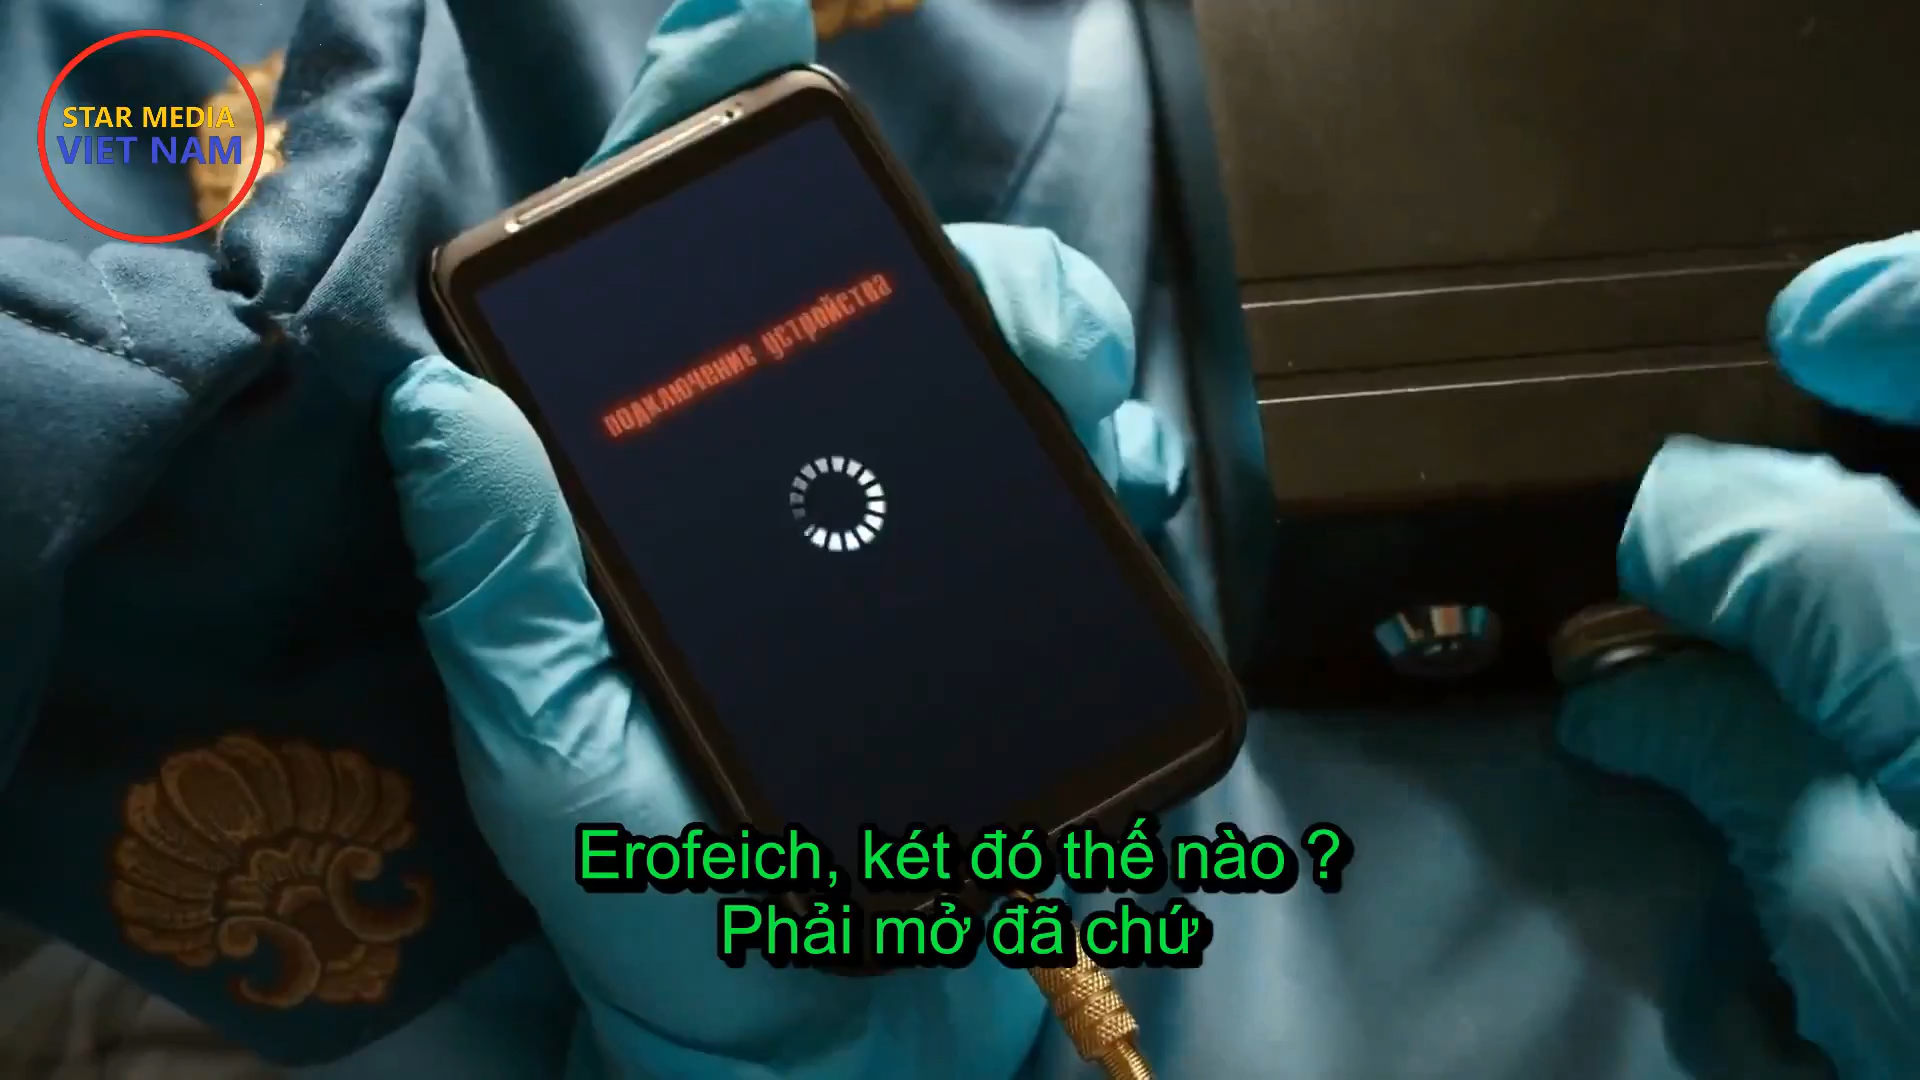 STAR MEDIA
VIET NAM
подключение устройства
Erofeich, két đó thế nào ?
Phải mở đã chứ